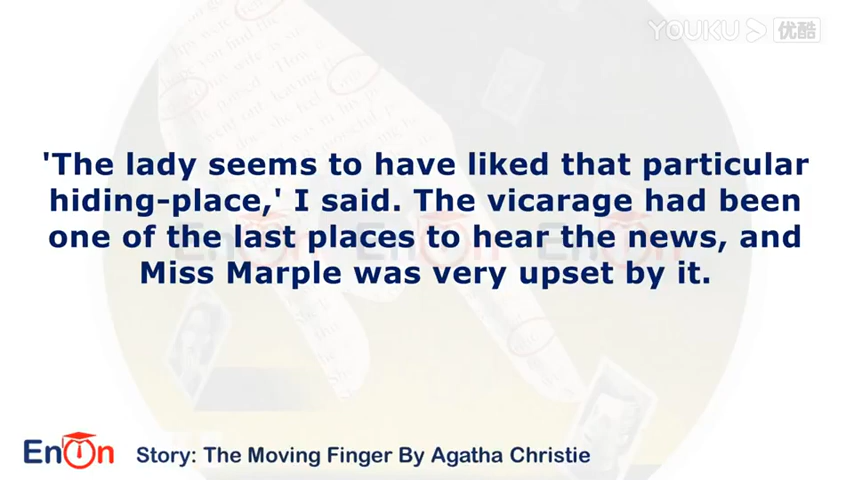 YOUKU 优酷
'The lady seems to have liked that particular
hiding-place,' I said. The vicarage had been
one of the last places to hear the news, and
Miss Marple was very upset by it.
EnOn
Story: The Moving Finger By Agatha Christie